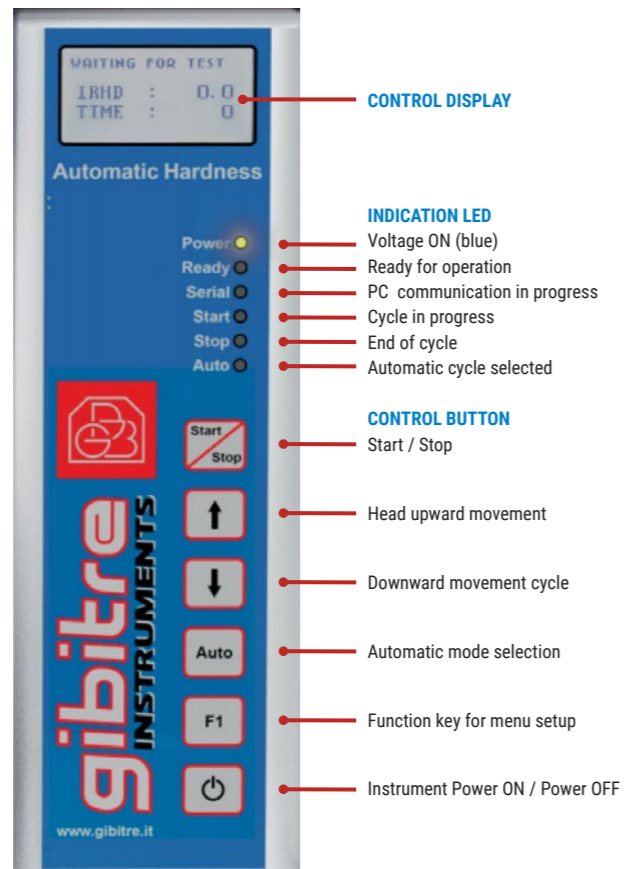 WAITING FOR TEST
IRHD : 0.0
TIME : 0
CONTROL DISPLAY
Automatic Hardness
:
INDICATION LED
Power
Voltage ON (blue)
Ready
Ready for operation
Serial
PC communication in progress
Start
Cycle in progress
Stop
End of cycle
Auto
Automatic cycle selected
CONTROL BUTTON
Start
Stop
Start / Stop
Head upward movement
Downward movement cycle
Auto
Automatic mode selection
F1
Function key for menu setup
Instrument Power ON / Power OFF
gibitre
INSTRUMENTS
www.gibitre.it